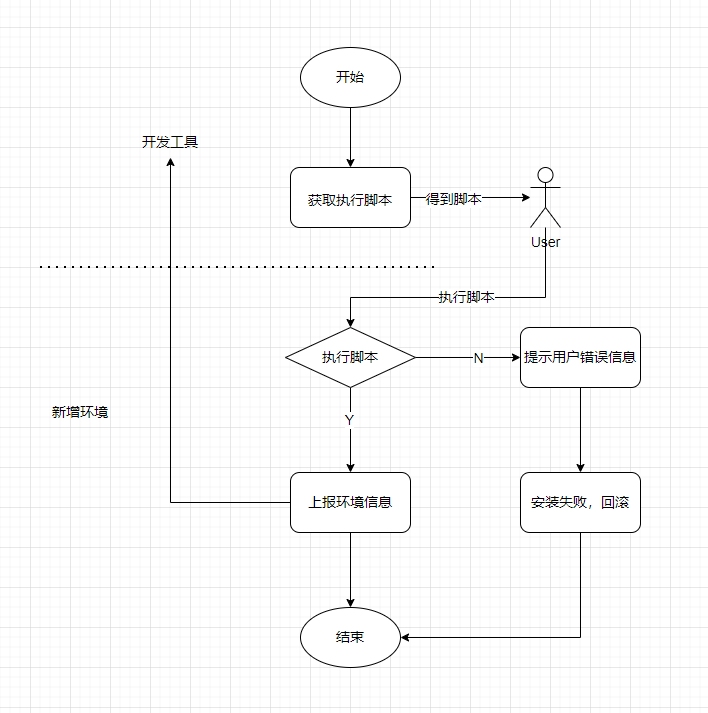 开始
开发工具
获取执行脚本
得到脚本
User
执行脚本
执行脚本
N
提示用户错误信息
新增环境
Y
上报环境信息
安装失败，回滚
结束